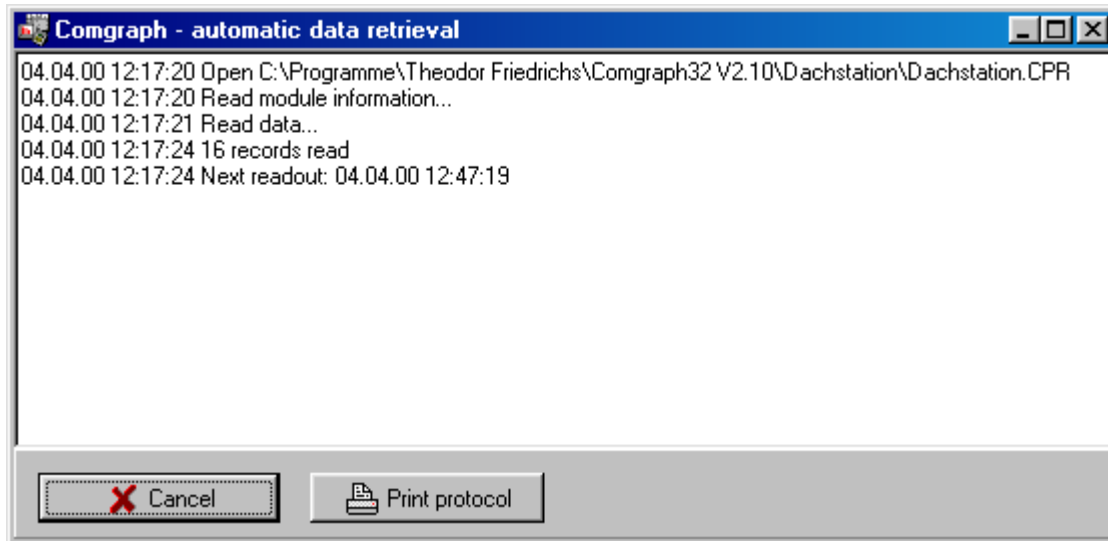 Comgraph - automatic data retrieval
04.04.00 12:17:20 Open C:\Programme\Theodor Friedrichs\Comgraph32 V2.10\Dachstation\Dachstation.CPR
04.04.00 12:17:20 Read module information...
04.04.00 12:17:21 Read data...
04.04.00 12:17:24 16 records read
04.04.00 12:17:24 Next readout: 04.04.00 12:47:19
Cancel
Print protocol